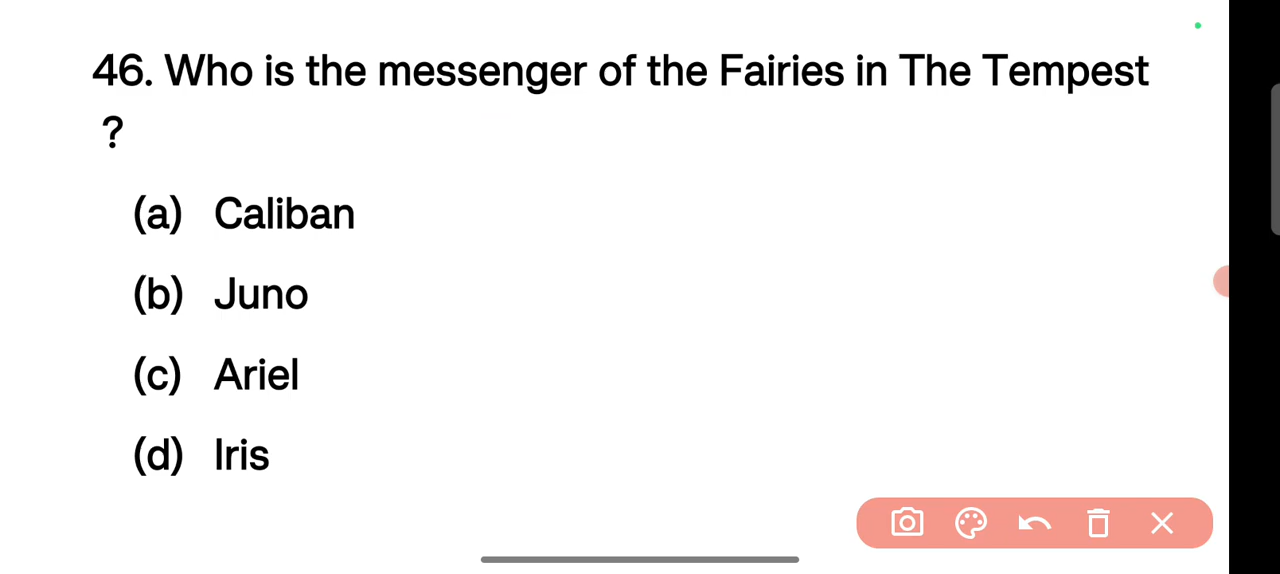 46. Who is the messenger of the Fairies in The Tempest
?
(a) Caliban
(b) Juno
(c) Ariel
(d) Iris